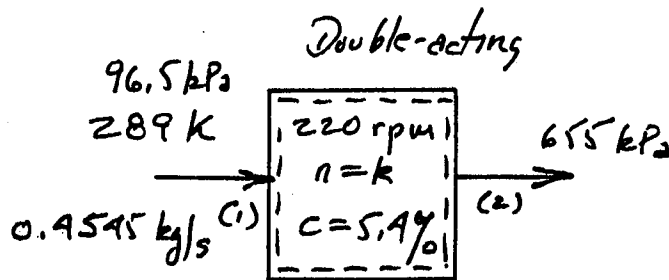 Double-acting
96.5 kPa
289 K
0.4545 kg/s
(1)
220 rpm
n=k
c=5.4%
655 kPa
(2)